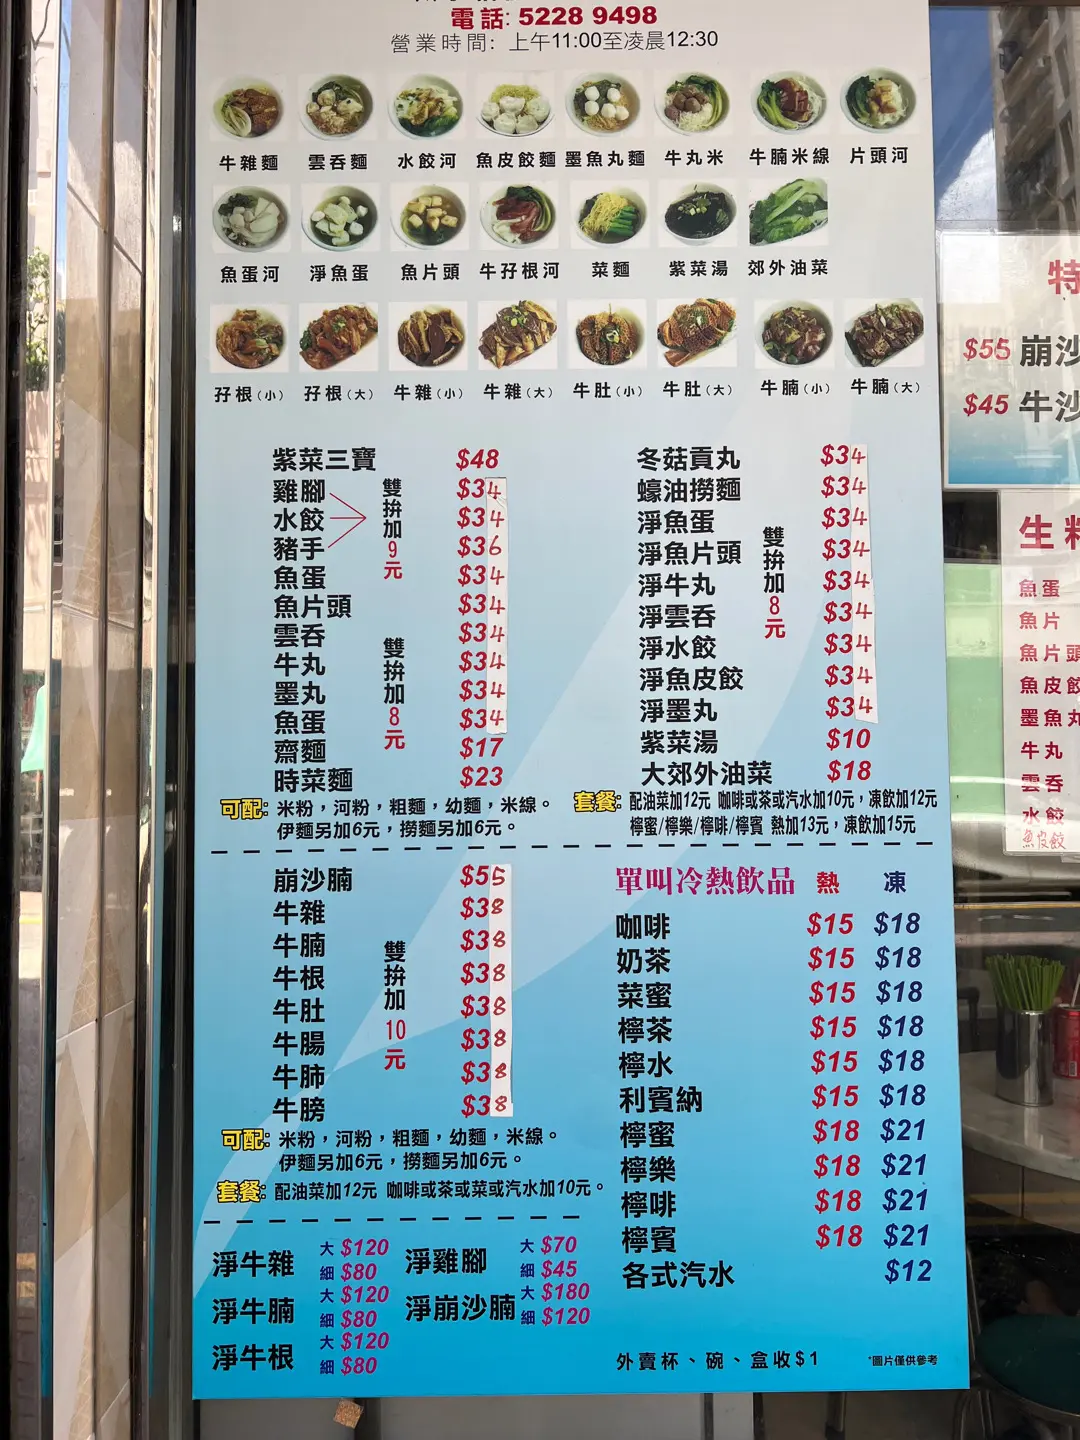 電話: 5228 9498
營業時間: 上午11:00至凌晨12:30
牛雜麵 雲吞麵 水餃河 魚皮餃麵 墨魚丸麵 牛丸米 牛腩米線 片頭河
魚蛋河 淨魚蛋 魚片頭 牛孖根河 菜麵 紫菜湯 郊外油菜
孖根(小) 孖根(大) 牛雜(小) 牛雜(大) 牛肚(小) 牛肚(大) 牛腩(小) 牛腩(大)
紫菜三寶 $48
雞腳 $34
水餃 $34
豬手 $36
雙拚加9元
魚蛋 $34
魚片頭 $34
雲吞 $34
牛丸 $34
墨丸 $34
魚蛋 $34
雙拚加8元
齋麵 $17
時菜麵 $23
可配: 米粉，河粉，粗麵，幼麵，米線。
伊麵另加6元，撈麵另加6元。
冬菇貢丸 $34
蠔油撈麵 $34
淨魚蛋 $34
淨魚片頭 $34
淨牛丸 $34
淨雲吞 $34
淨水餃 $34
淨魚皮餃 $34
淨墨丸 $34
雙拚加8元
紫菜湯 $10
大郊外油菜 $18
套餐: 配油菜加12元 咖啡或茶或汽水加10元，凍飲加12元
檸蜜/檸樂/檸啡/檸賓 熱加13元，凍飲加15元
崩沙腩 $55
牛雜 $38
牛腩 $38
牛根 $38
牛肚 $38
牛腸 $38
牛肺 $38
牛膀 $38
雙拚加10元
可配: 米粉，河粉，粗麵，幼麵，米線。
伊麵另加6元，撈麵另加6元。
套餐: 配油菜加12元 咖啡或茶或菜或汽水加10元。
淨牛雜 大 $120
細 $80
淨牛腩 大 $120
細 $80
淨牛根 大 $120
細 $80
淨雞腳 大 $70
細 $45
淨崩沙腩 大 $180
細 $120
單叫冷熱飲品 熱 凍
咖啡 $15 $18
奶茶 $15 $18
菜蜜 $15 $18
檸茶 $15 $18
檸水 $15 $18
利賓納 $15 $18
檸蜜 $18 $21
檸樂 $18 $21
檸啡 $18 $21
檸賓 $18 $21
各式汽水 $12
外賣杯、碗、盒收$1
*圖片僅供參考
特
$55 崩沙
$45 牛沙
生料
魚蛋
魚片
魚片頭
魚皮餃
墨魚丸
牛丸
雲吞
水餃
魚皮餃